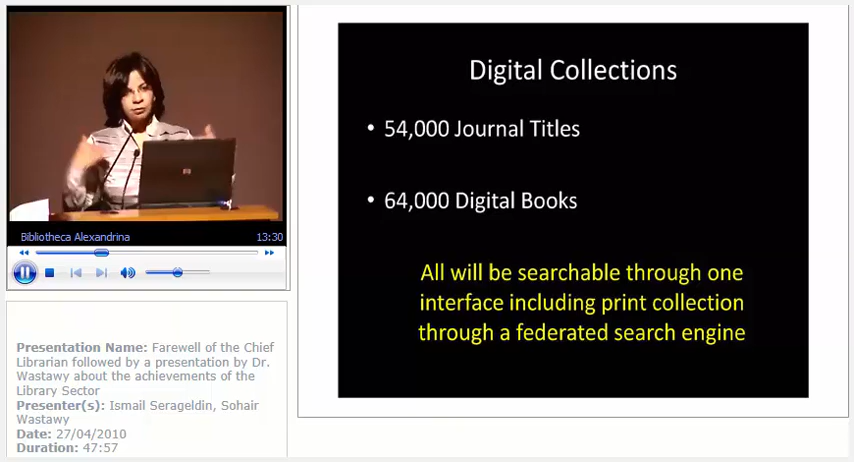 Bibliotheca Alexandrina 13:30
Presentation Name: Farewell of the Chief
Librarian followed by a presentation by Dr.
Wastawy about the achievements of the
Library Sector
Presenter(s): Ismail Serageldin, Sohair
Wastawy
Date: 27/04/2010
Duration: 47:57
Digital Collections
• 54,000 Journal Titles
• 64,000 Digital Books
All will be searchable through one
interface including print collection
through a federated search engine